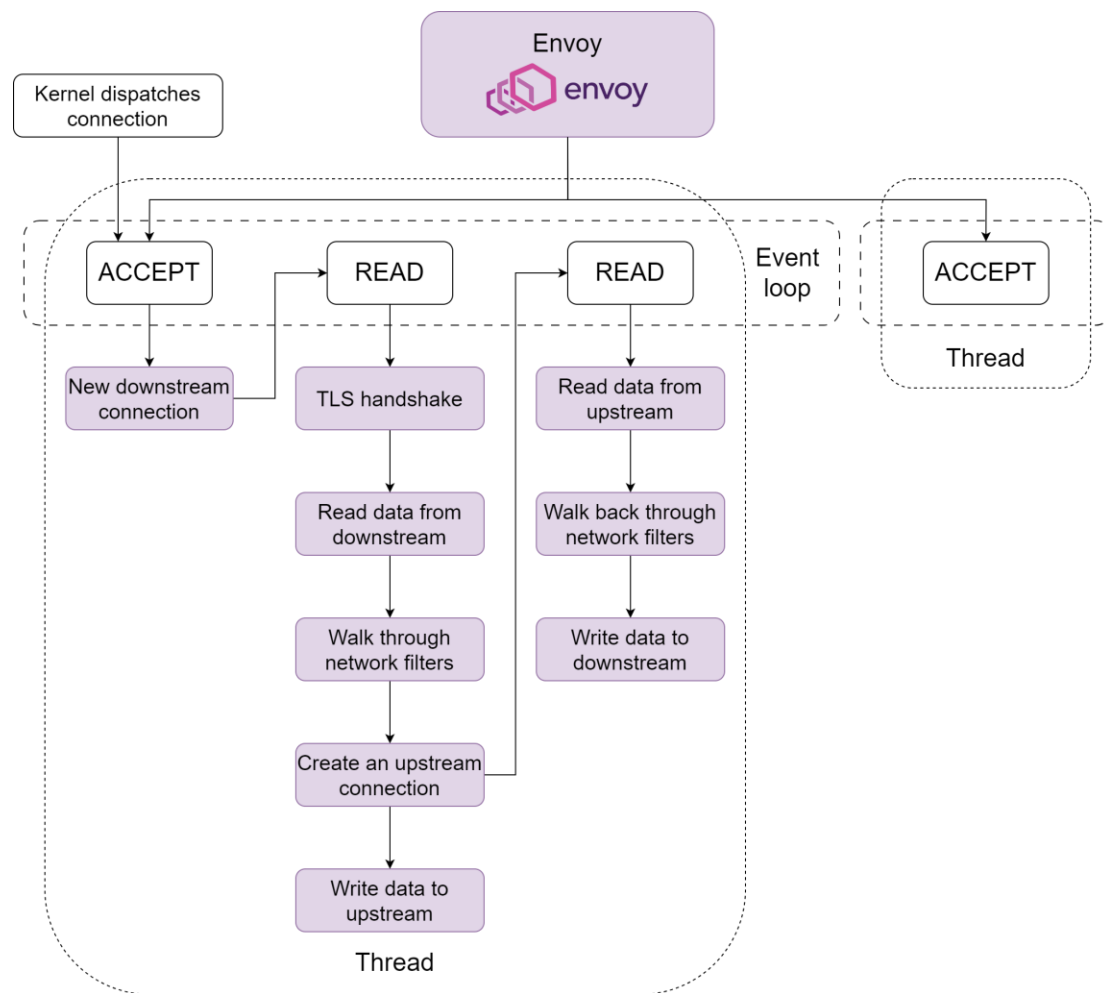 Envoy
envoy
Kernel dispatches
connection
ACCEPT
READ
READ
Event
loop
ACCEPT
Thread
New downstream
connection
TLS handshake
Read data from
upstream
Read data from
downstream
Walk back through
network filters
Walk through
network filters
Write data to
downstream
Create an upstream
connection
Write data to
upstream
Thread